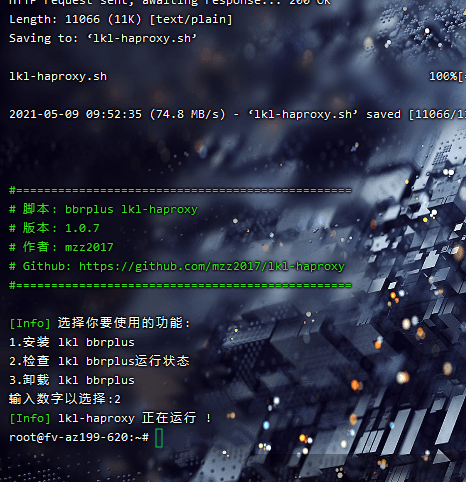 HTTP request sent, awaiting response... 200 OK
Length: 11066 (11K) [text/plain]
Saving to: ‘lkl-haproxy.sh’
lkl-haproxy.sh 100%[=
2021-05-09 09:52:35 (74.8 MB/s) - ‘lkl-haproxy.sh’ saved [11066/11
#================================================
# 脚本: bbrplus lkl-haproxy
# 版本: 1.0.7
# 作者: mzz2017
# Github: https://github.com/mzz2017/lkl-haproxy
#================================================
[Info] 选择你要使用的功能:
1.安装 lkl bbrplus
2.检查 lkl bbrplus运行状态
3.卸载 lkl bbrplus
输入数字以选择:2
[Info] lkl-haproxy 正在运行 !
root@fv-az199-620:~#